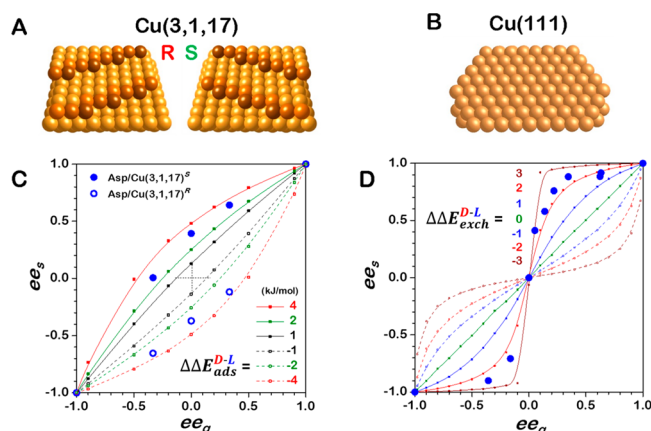 A
Cu(3,1,17)
R S
B
Cu(111)
C
1.0
0.5
0.0
-0.5
-1.0
ee_s
Asp/Cu(3,1,17)^S
Asp/Cu(3,1,17)^R
(kJ/mol)
4
2
1
-1
-2
-4
ΔΔE_ads^D-L =
-1.0 -0.5 0.0 0.5 1.0
ee_g
D
1.0
0.5
0.0
-0.5
-1.0
ee_s
ΔΔE_exch^D-L =
3
2
1
0
-1
-2
-3
-1.0 -0.5 0.0 0.5 1.0
ee_g